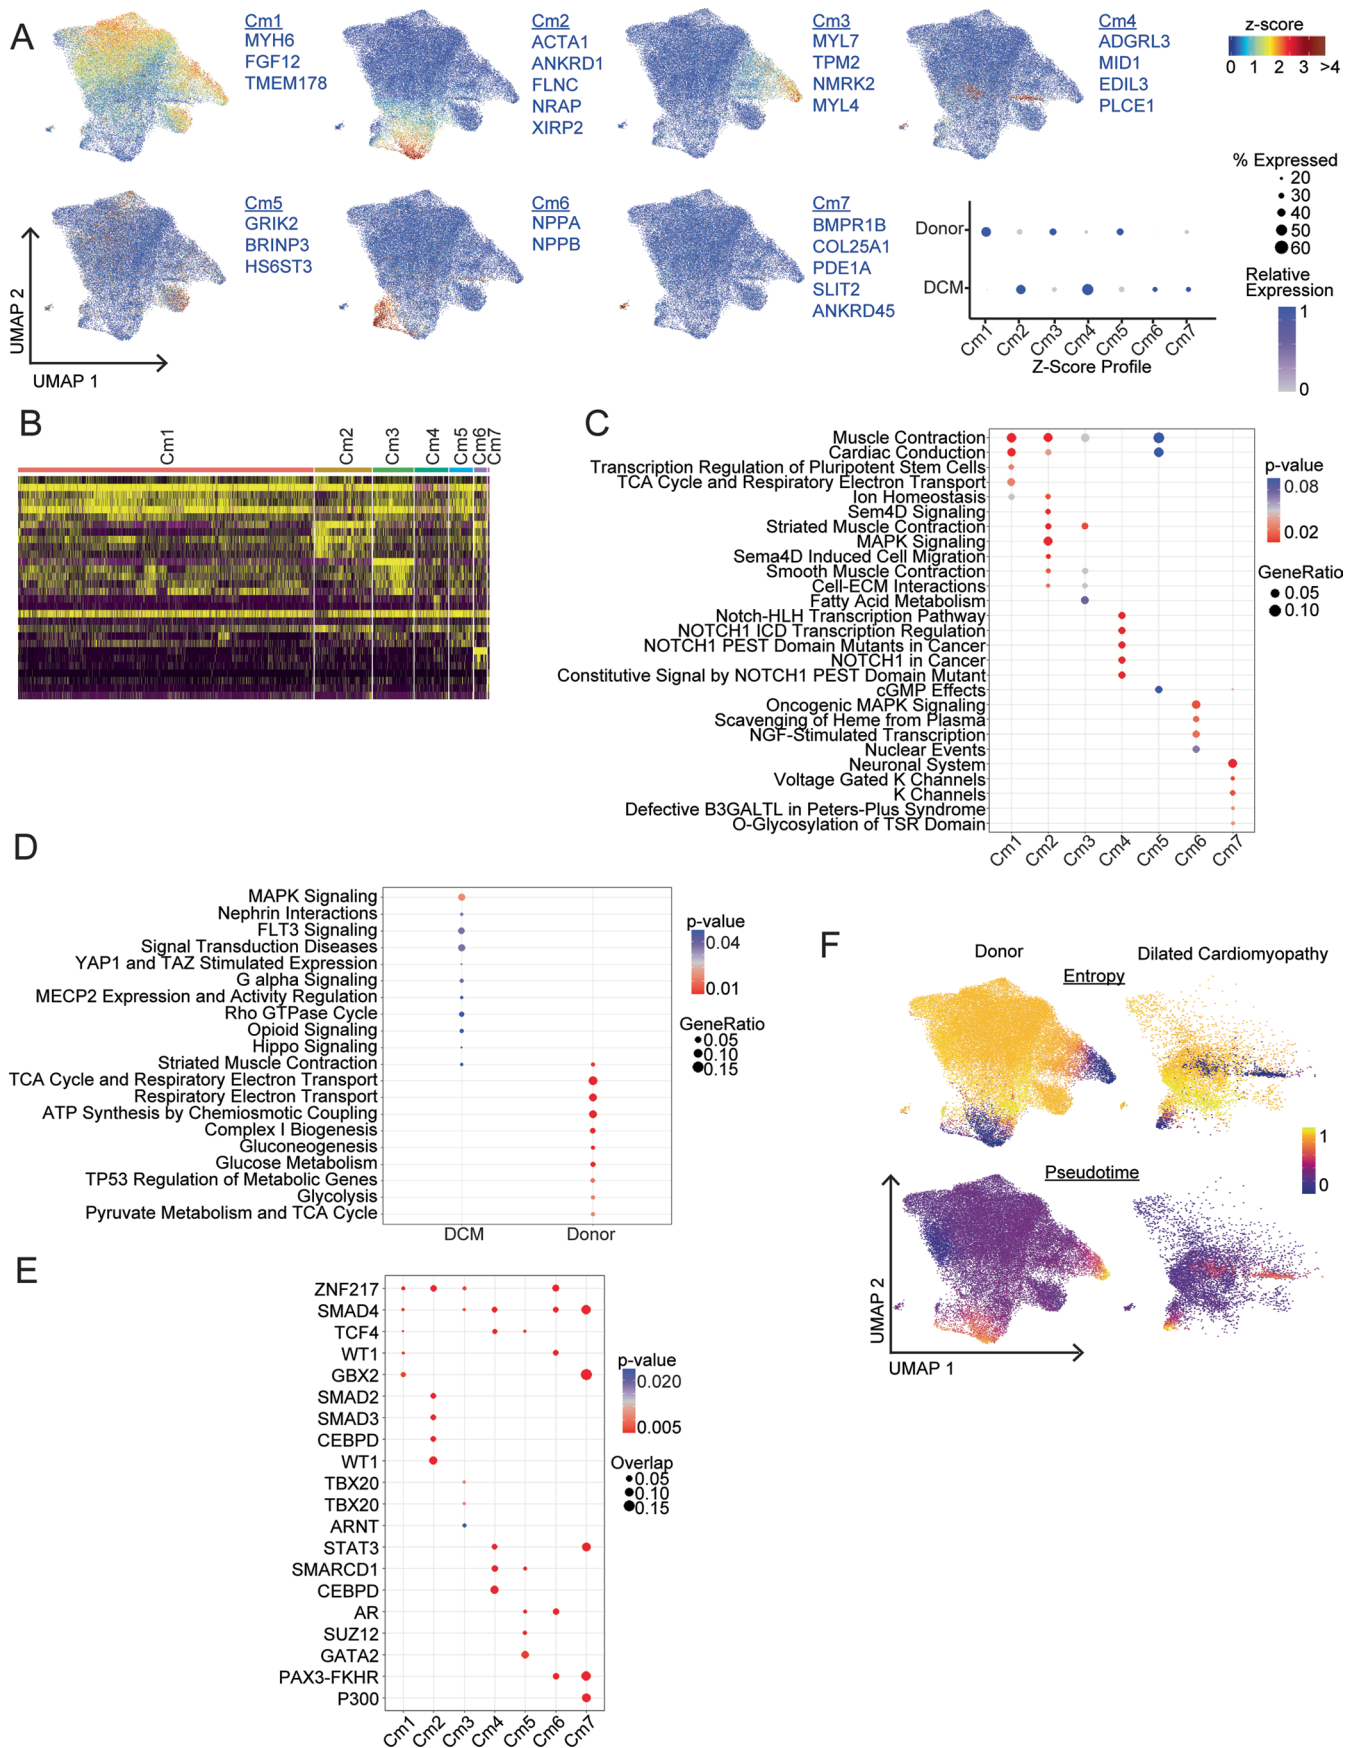 A
Cm1
MYH6
FGF12
TMEM178
Cm2
ACTA1
ANKRD1
FLNC
NRAP
XIRP2
Cm3
MYL7
TPM2
NMRK2
MYL4
Cm4
ADGRL3
MID1
EDIL3
PLCE1
z-score
0 1 2 3 >4
Cm5
GRIK2
BRINP3
HS6ST3
Cm6
NPPA
NPPB
Cm7
BMPR1B
COL25A1
PDE1A
SLIT2
ANKRD45
UMAP 2
UMAP 1
Donor
DCM
Cm1 Cm2 Cm3 Cm4 Cm5 Cm6 Cm7
Z-Score Profile
% Expressed
20
30
40
50
60
Relative
Expression
1
0
B
Cm1 Cm2 Cm3 Cm4 Cm5 Cm6 Cm7
C
Muscle Contraction
Cardiac Conduction
Transcription Regulation of Pluripotent Stem Cells
TCA Cycle and Respiratory Electron Transport
Ion Homeostasis
Sem4D Signaling
Striated Muscle Contraction
MAPK Signaling
Sema4D Induced Cell Migration
Smooth Muscle Contraction
Cell-ECM Interactions
Fatty Acid Metabolism
Notch-HLH Transcription Pathway
NOTCH1 ICD Transcription Regulation
NOTCH1 PEST Domain Mutants in Cancer
NOTCH1 in Cancer
Constitutive Signal by NOTCH1 PEST Domain Mutant
cGMP Effects
Oncogenic MAPK Signaling
Scavenging of Heme from Plasma
NGF-Stimulated Transcription
Nuclear Events
Neuronal System
Voltage Gated K Channels
K Channels
Defective B3GALTL in Peters-Plus Syndrome
O-Glycosylation of TSR Domain
Cm1 Cm2 Cm3 Cm4 Cm5 Cm6 Cm7
p-value
0.08
0.02
GeneRatio
0.05
0.10
D
MAPK Signaling
Nephrin Interactions
FLT3 Signaling
Signal Transduction Diseases
YAP1 and TAZ Stimulated Expression
G alpha Signaling
MECP2 Expression and Activity Regulation
Rho GTPase Cycle
Opioid Signaling
Hippo Signaling
Striated Muscle Contraction
TCA Cycle and Respiratory Electron Transport
Respiratory Electron Transport
ATP Synthesis by Chemiosmotic Coupling
Complex I Biogenesis
Gluconeogenesis
Glucose Metabolism
TP53 Regulation of Metabolic Genes
Glycolysis
Pyruvate Metabolism and TCA Cycle
DCM Donor
p-value
0.04
0.01
GeneRatio
0.05
0.10
0.15
E
ZNF217
SMAD4
TCF4
WT1
GBX2
SMAD2
SMAD3
CEBPD
WT1
TBX20
TBX20
ARNT
STAT3
SMARCD1
CEBPD
AR
SUZ12
GATA2
PAX3-FKHR
P300
Cm1 Cm2 Cm3 Cm4 Cm5 Cm6 Cm7
p-value
0.020
0.005
Overlap
0.05
0.10
0.15
F
Donor Dilated Cardiomyopathy
Entropy
Pseudotime
1
0
UMAP 2
UMAP 1